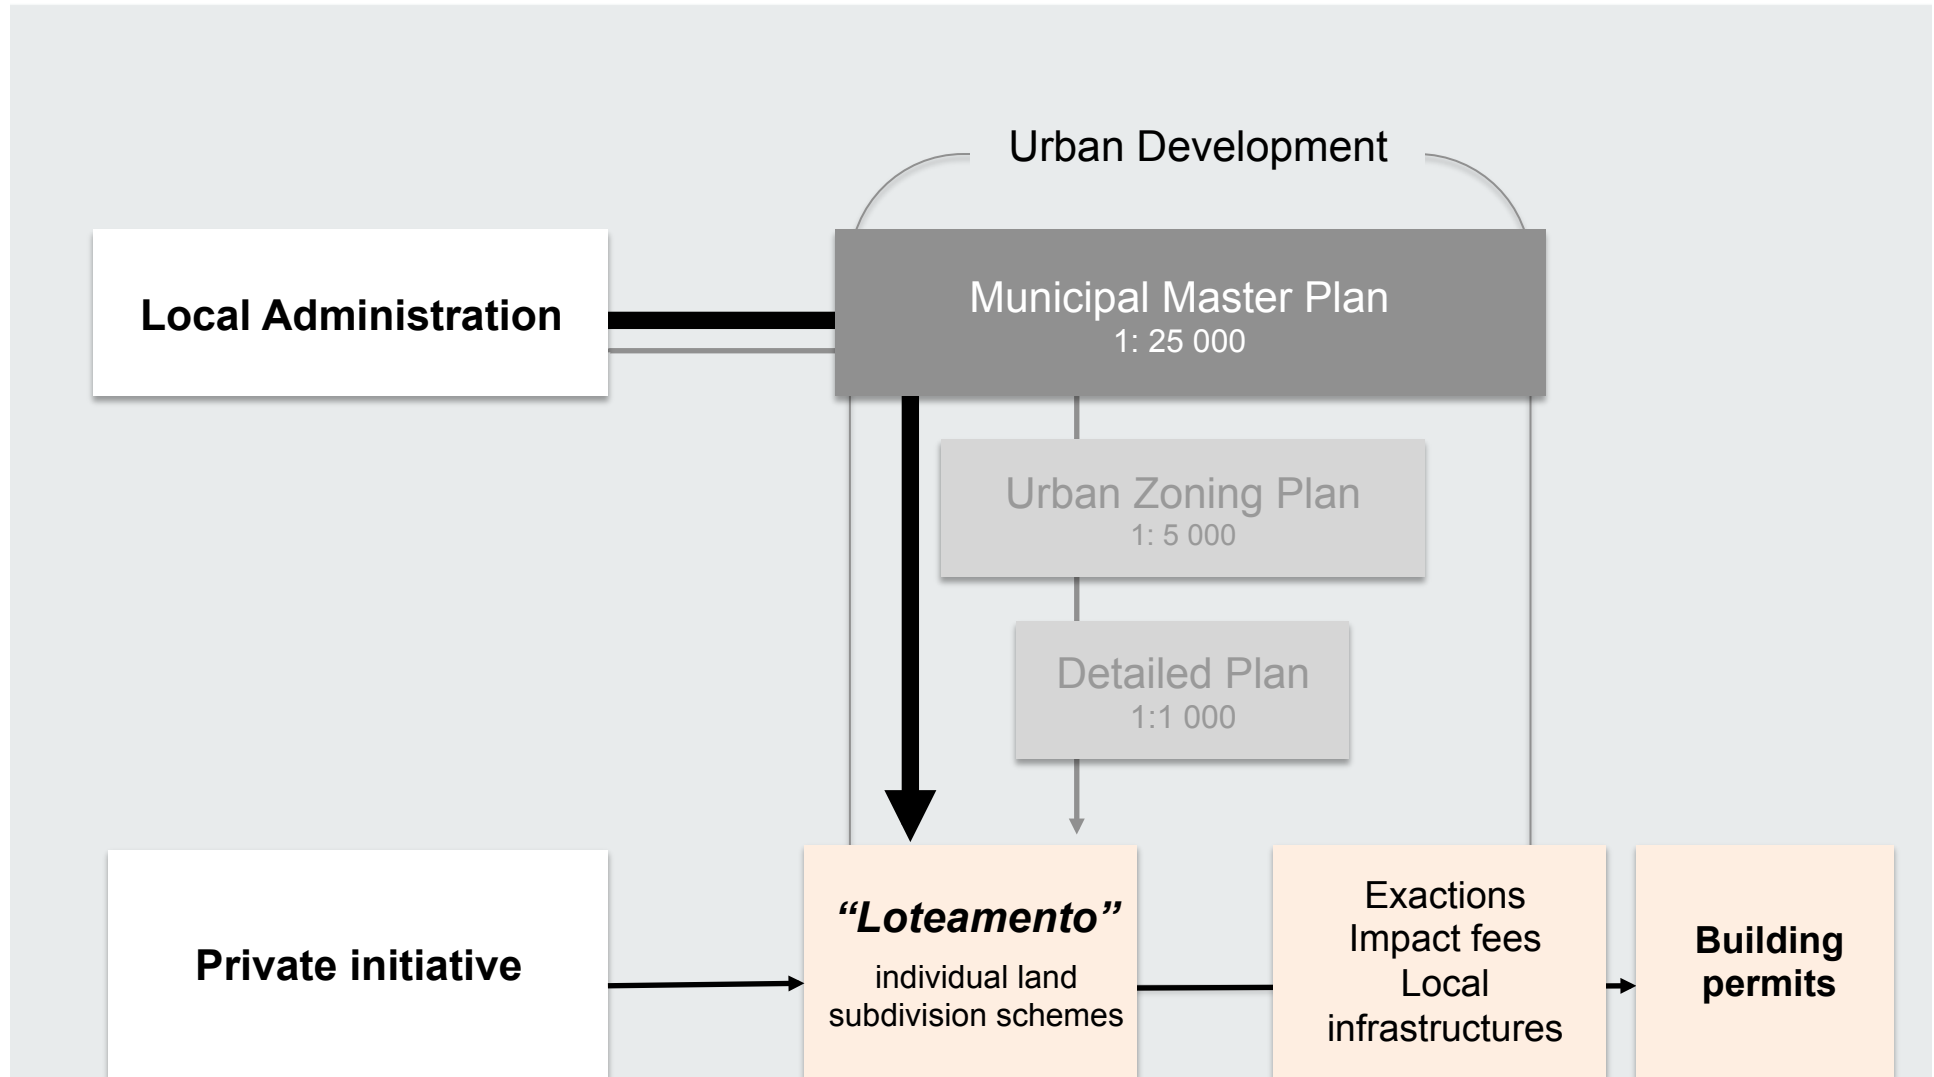 Urban Development
Local Administration
Municipal Master Plan
1: 25 000
Urban Zoning Plan
1: 5 000
Detailed Plan
1:1 000
Private initiative
“Loteamento”
individual land
subdivision schemes
Exactions
Impact fees
Local
infrastructures
Building
permits